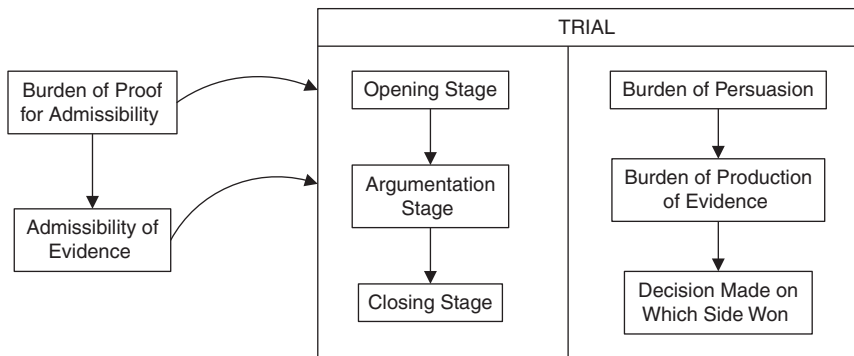 TRIAL
Burden of Proof
for Admissibility
Admissibility of
Evidence
Opening Stage
Argumentation
Stage
Closing Stage
Burden of Persuasion
Burden of Production
of Evidence
Decision Made on
Which Side Won